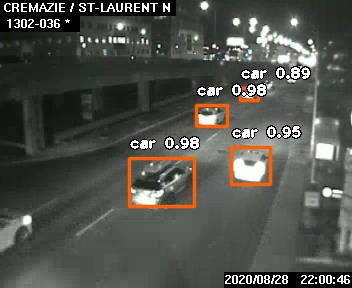 CREMAZIE / ST-LAURENT N
1302-036 *
car 0.89
car 0.98
car 0.98
car 0.95
2020/08/28 22:00:46